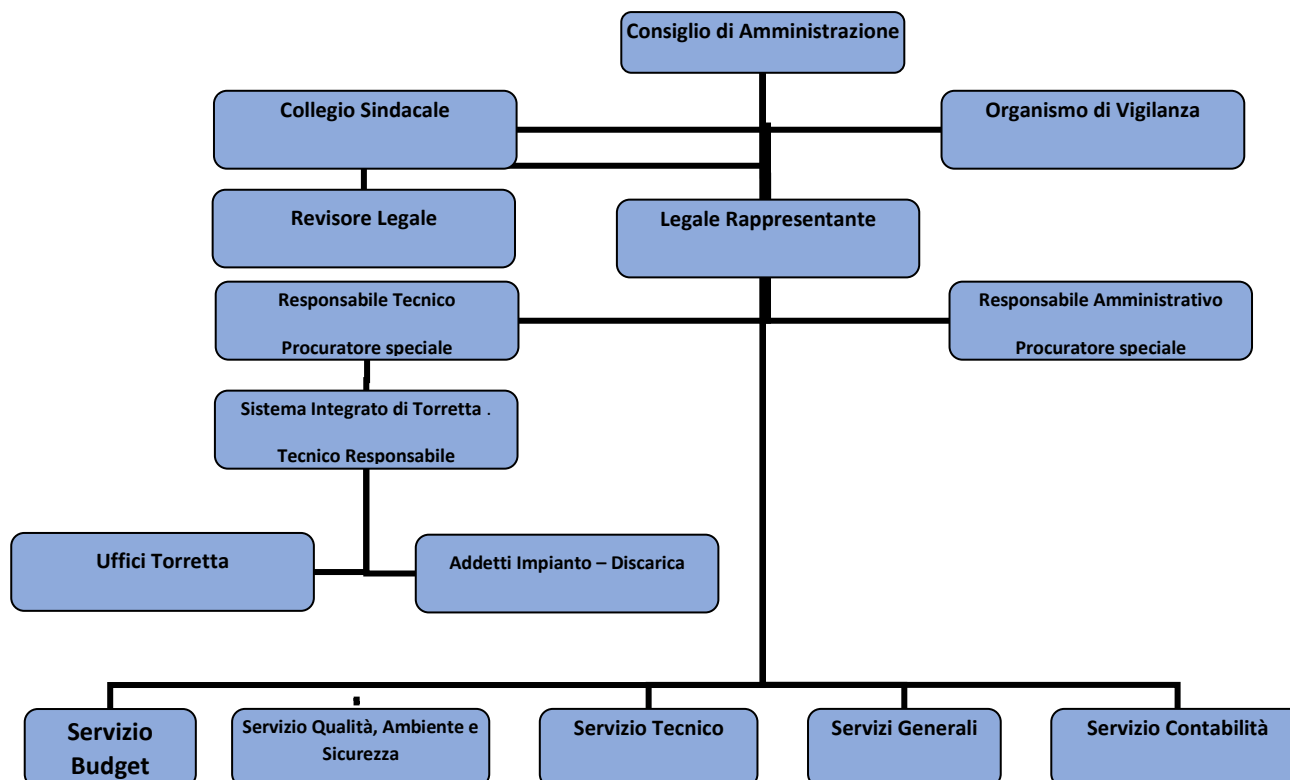 Consiglio di Amministrazione
Collegio Sindacale
Organismo di Vigilanza
Revisore Legale
Legale Rappresentante
Responsabile Tecnico
Procuratore speciale
Responsabile Amministrativo
Procuratore speciale
Sistema Integrato di Torretta .
Tecnico Responsabile
Uffici Torretta
Addetti Impianto – Discarica
Servizio
Budget
Servizio Qualità, Ambiente e
Sicurezza
Servizio Tecnico
Servizi Generali
Servizio Contabilità